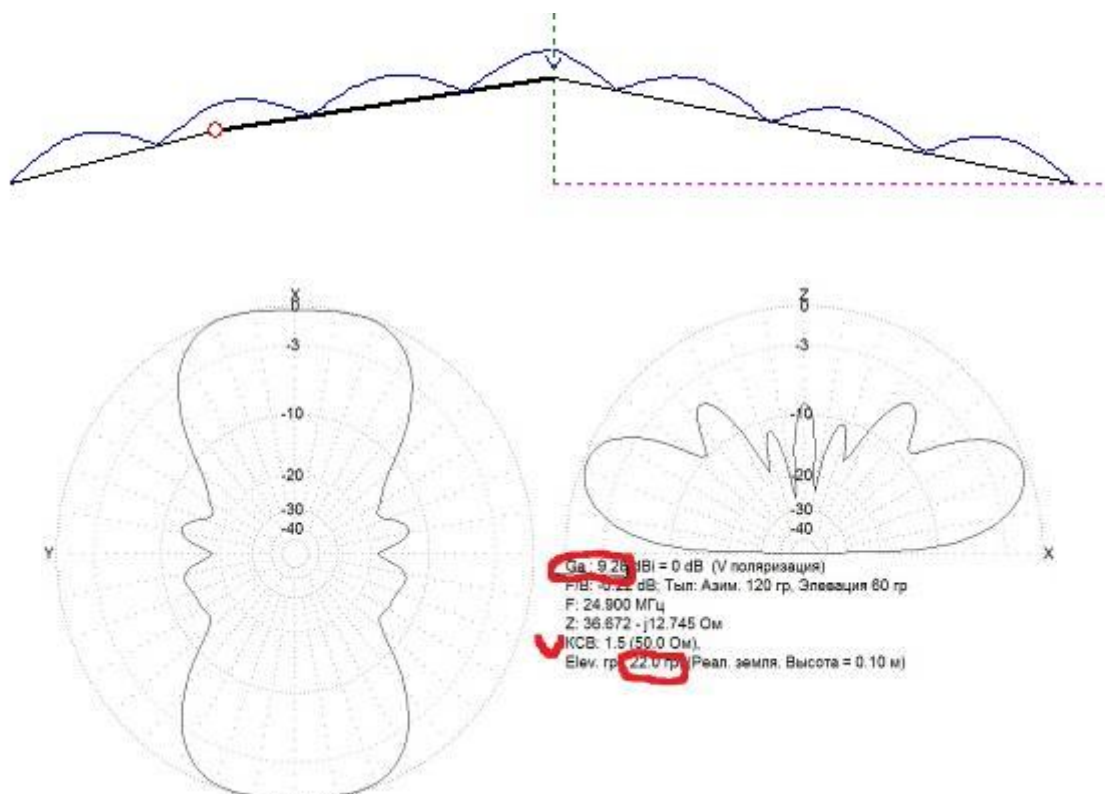 X
0
-3
-10
-20
-30
-40
Y
Z
0
-3
-10
-20
-30
-40
X
Ga : 9.28 dBi = 0 dB (V поляризация)
F/B: -0.22 dB; Тыл: Азим. 120 гр, Элевация 60 гр
F: 24.900 МГц
Z: 36.672 - j12.745 Ом
КСВ: 1.5 (50.0 Ом),
Elev. гр 22.0 гр (Реал. земля. Высота = 0.10 м)